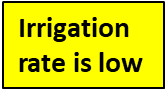 Irrigation
rate is low